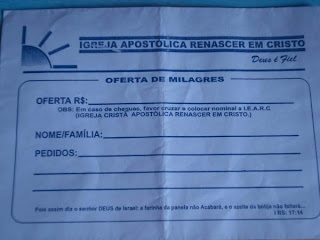 IGREJA APOSTÓLICA RENASCER EM CRISTO
Deus é Fiel
OFERTA DE MILAGRES
OFERTA R$:
OBS: Em caso de cheques, favor cruzar e colocar nominal a I.E.A.R.C
(IGREJA CRISTÃ APOSTÓLICA RENASCER EM CRISTO.)
NOME/FAMÍLIA:
PEDIDOS:
Pois assim diz o senhor DEUS de Israel: a farinha da panela não Acabará, e o azeite da botija não faltará...
I RS. 17:14